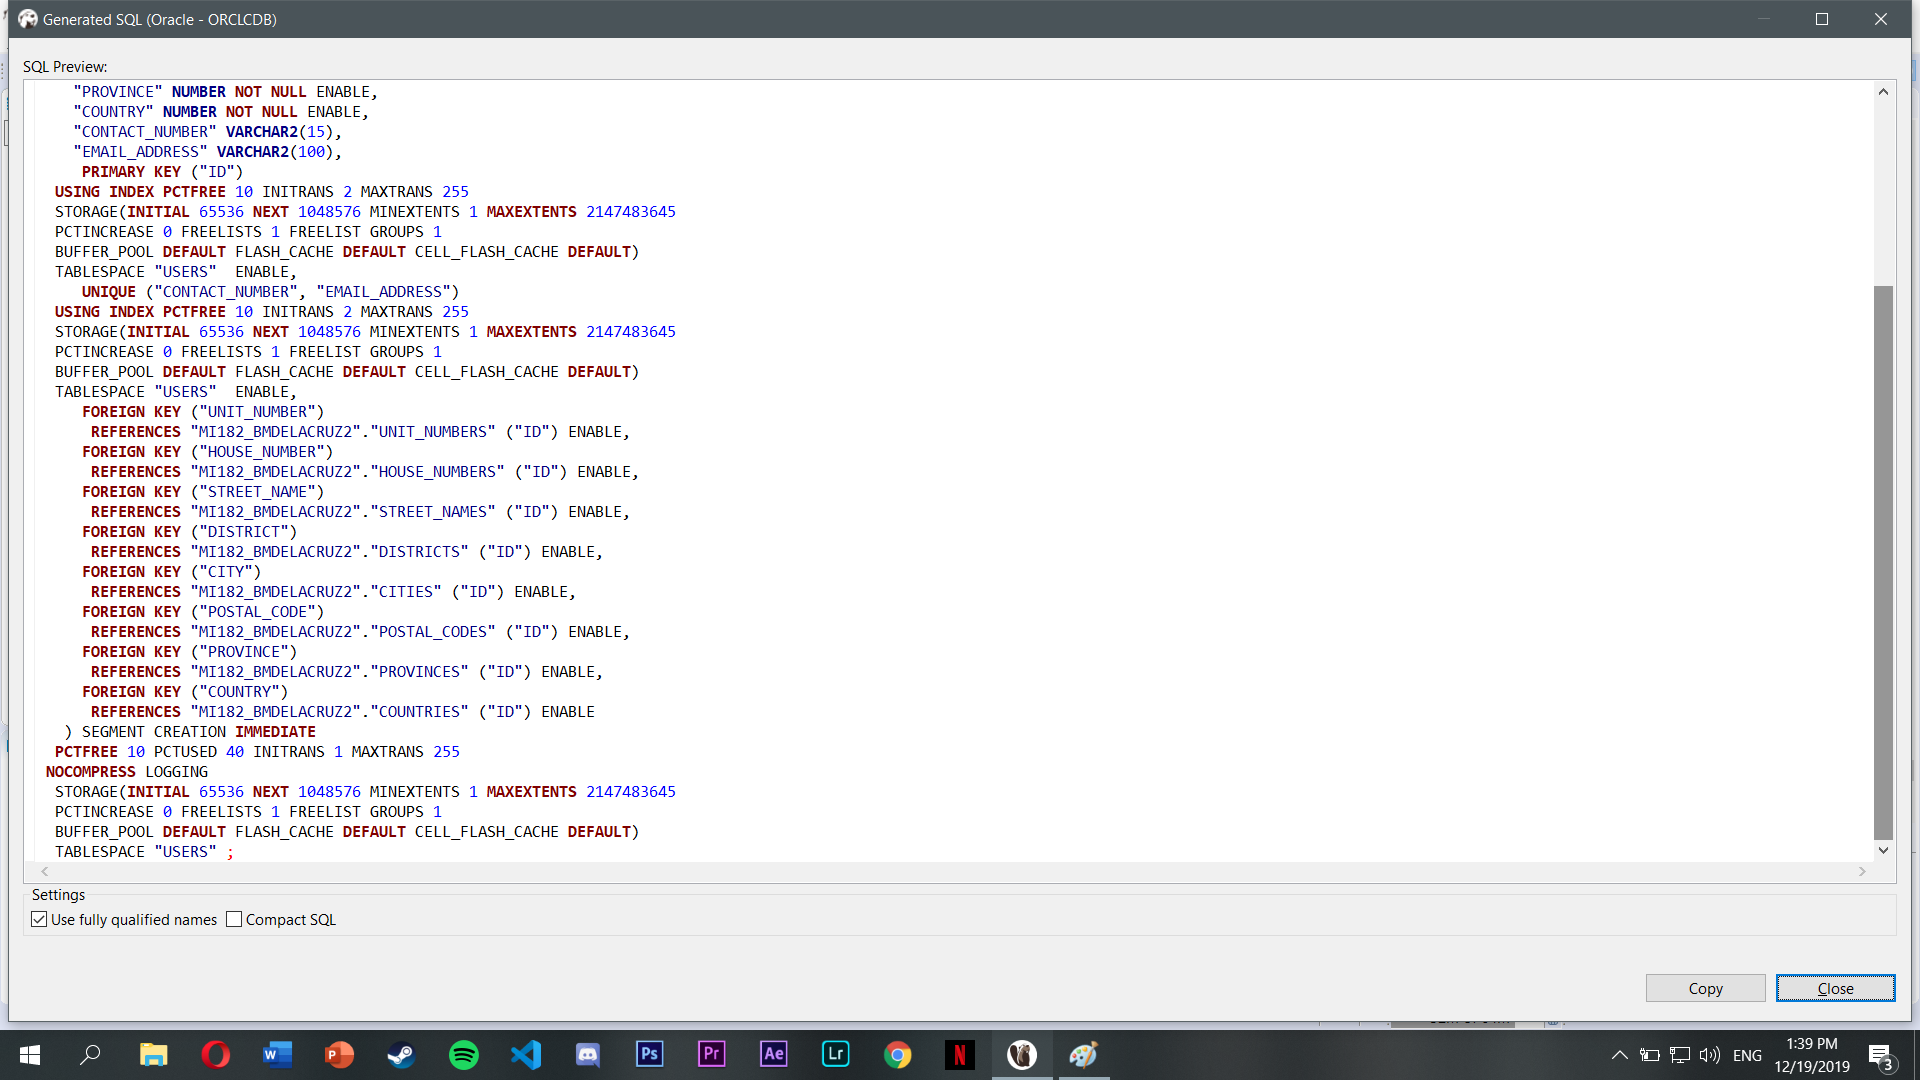 Generated SQL (Oracle - ORCLCDB)
SQL Preview:
"PROVINCE" NUMBER NOT NULL ENABLE,
"COUNTRY" NUMBER NOT NULL ENABLE,
"CONTACT_NUMBER" VARCHAR2(15),
"EMAIL_ADDRESS" VARCHAR2(100),
PRIMARY KEY ("ID")
USING INDEX PCTFREE 10 INITRANS 2 MAXTRANS 255
STORAGE(INITIAL 65536 NEXT 1048576 MINEXTENTS 1 MAXEXTENTS 2147483645
PCTINCREASE 0 FREELISTS 1 FREELIST GROUPS 1
BUFFER_POOL DEFAULT FLASH_CACHE DEFAULT CELL_FLASH_CACHE DEFAULT)
TABLESPACE "USERS"  ENABLE,
UNIQUE ("CONTACT_NUMBER", "EMAIL_ADDRESS")
USING INDEX PCTFREE 10 INITRANS 2 MAXTRANS 255
STORAGE(INITIAL 65536 NEXT 1048576 MINEXTENTS 1 MAXEXTENTS 2147483645
PCTINCREASE 0 FREELISTS 1 FREELIST GROUPS 1
BUFFER_POOL DEFAULT FLASH_CACHE DEFAULT CELL_FLASH_CACHE DEFAULT)
TABLESPACE "USERS"  ENABLE,
FOREIGN KEY ("UNIT_NUMBER")
REFERENCES "MI182_BMDELACRUZ2"."UNIT_NUMBERS" ("ID") ENABLE,
FOREIGN KEY ("HOUSE_NUMBER")
REFERENCES "MI182_BMDELACRUZ2"."HOUSE_NUMBERS" ("ID") ENABLE,
FOREIGN KEY ("STREET_NAME")
REFERENCES "MI182_BMDELACRUZ2"."STREET_NAMES" ("ID") ENABLE,
FOREIGN KEY ("DISTRICT")
REFERENCES "MI182_BMDELACRUZ2"."DISTRICTS" ("ID") ENABLE,
FOREIGN KEY ("CITY")
REFERENCES "MI182_BMDELACRUZ2"."CITIES" ("ID") ENABLE,
FOREIGN KEY ("POSTAL_CODE")
REFERENCES "MI182_BMDELACRUZ2"."POSTAL_CODES" ("ID") ENABLE,
FOREIGN KEY ("PROVINCE")
REFERENCES "MI182_BMDELACRUZ2"."PROVINCES" ("ID") ENABLE,
FOREIGN KEY ("COUNTRY")
REFERENCES "MI182_BMDELACRUZ2"."COUNTRIES" ("ID") ENABLE
) SEGMENT CREATION IMMEDIATE
PCTFREE 10 PCTUSED 40 INITRANS 1 MAXTRANS 255
NOCOMPRESS LOGGING
STORAGE(INITIAL 65536 NEXT 1048576 MINEXTENTS 1 MAXEXTENTS 2147483645
PCTINCREASE 0 FREELISTS 1 FREELIST GROUPS 1
BUFFER_POOL DEFAULT FLASH_CACHE DEFAULT CELL_FLASH_CACHE DEFAULT)
TABLESPACE "USERS" ;
Settings
Use fully qualified names Compact SQL
Copy Close
Ps Pr Ae Lr N
ENG
1:39 PM
12/19/2019
3